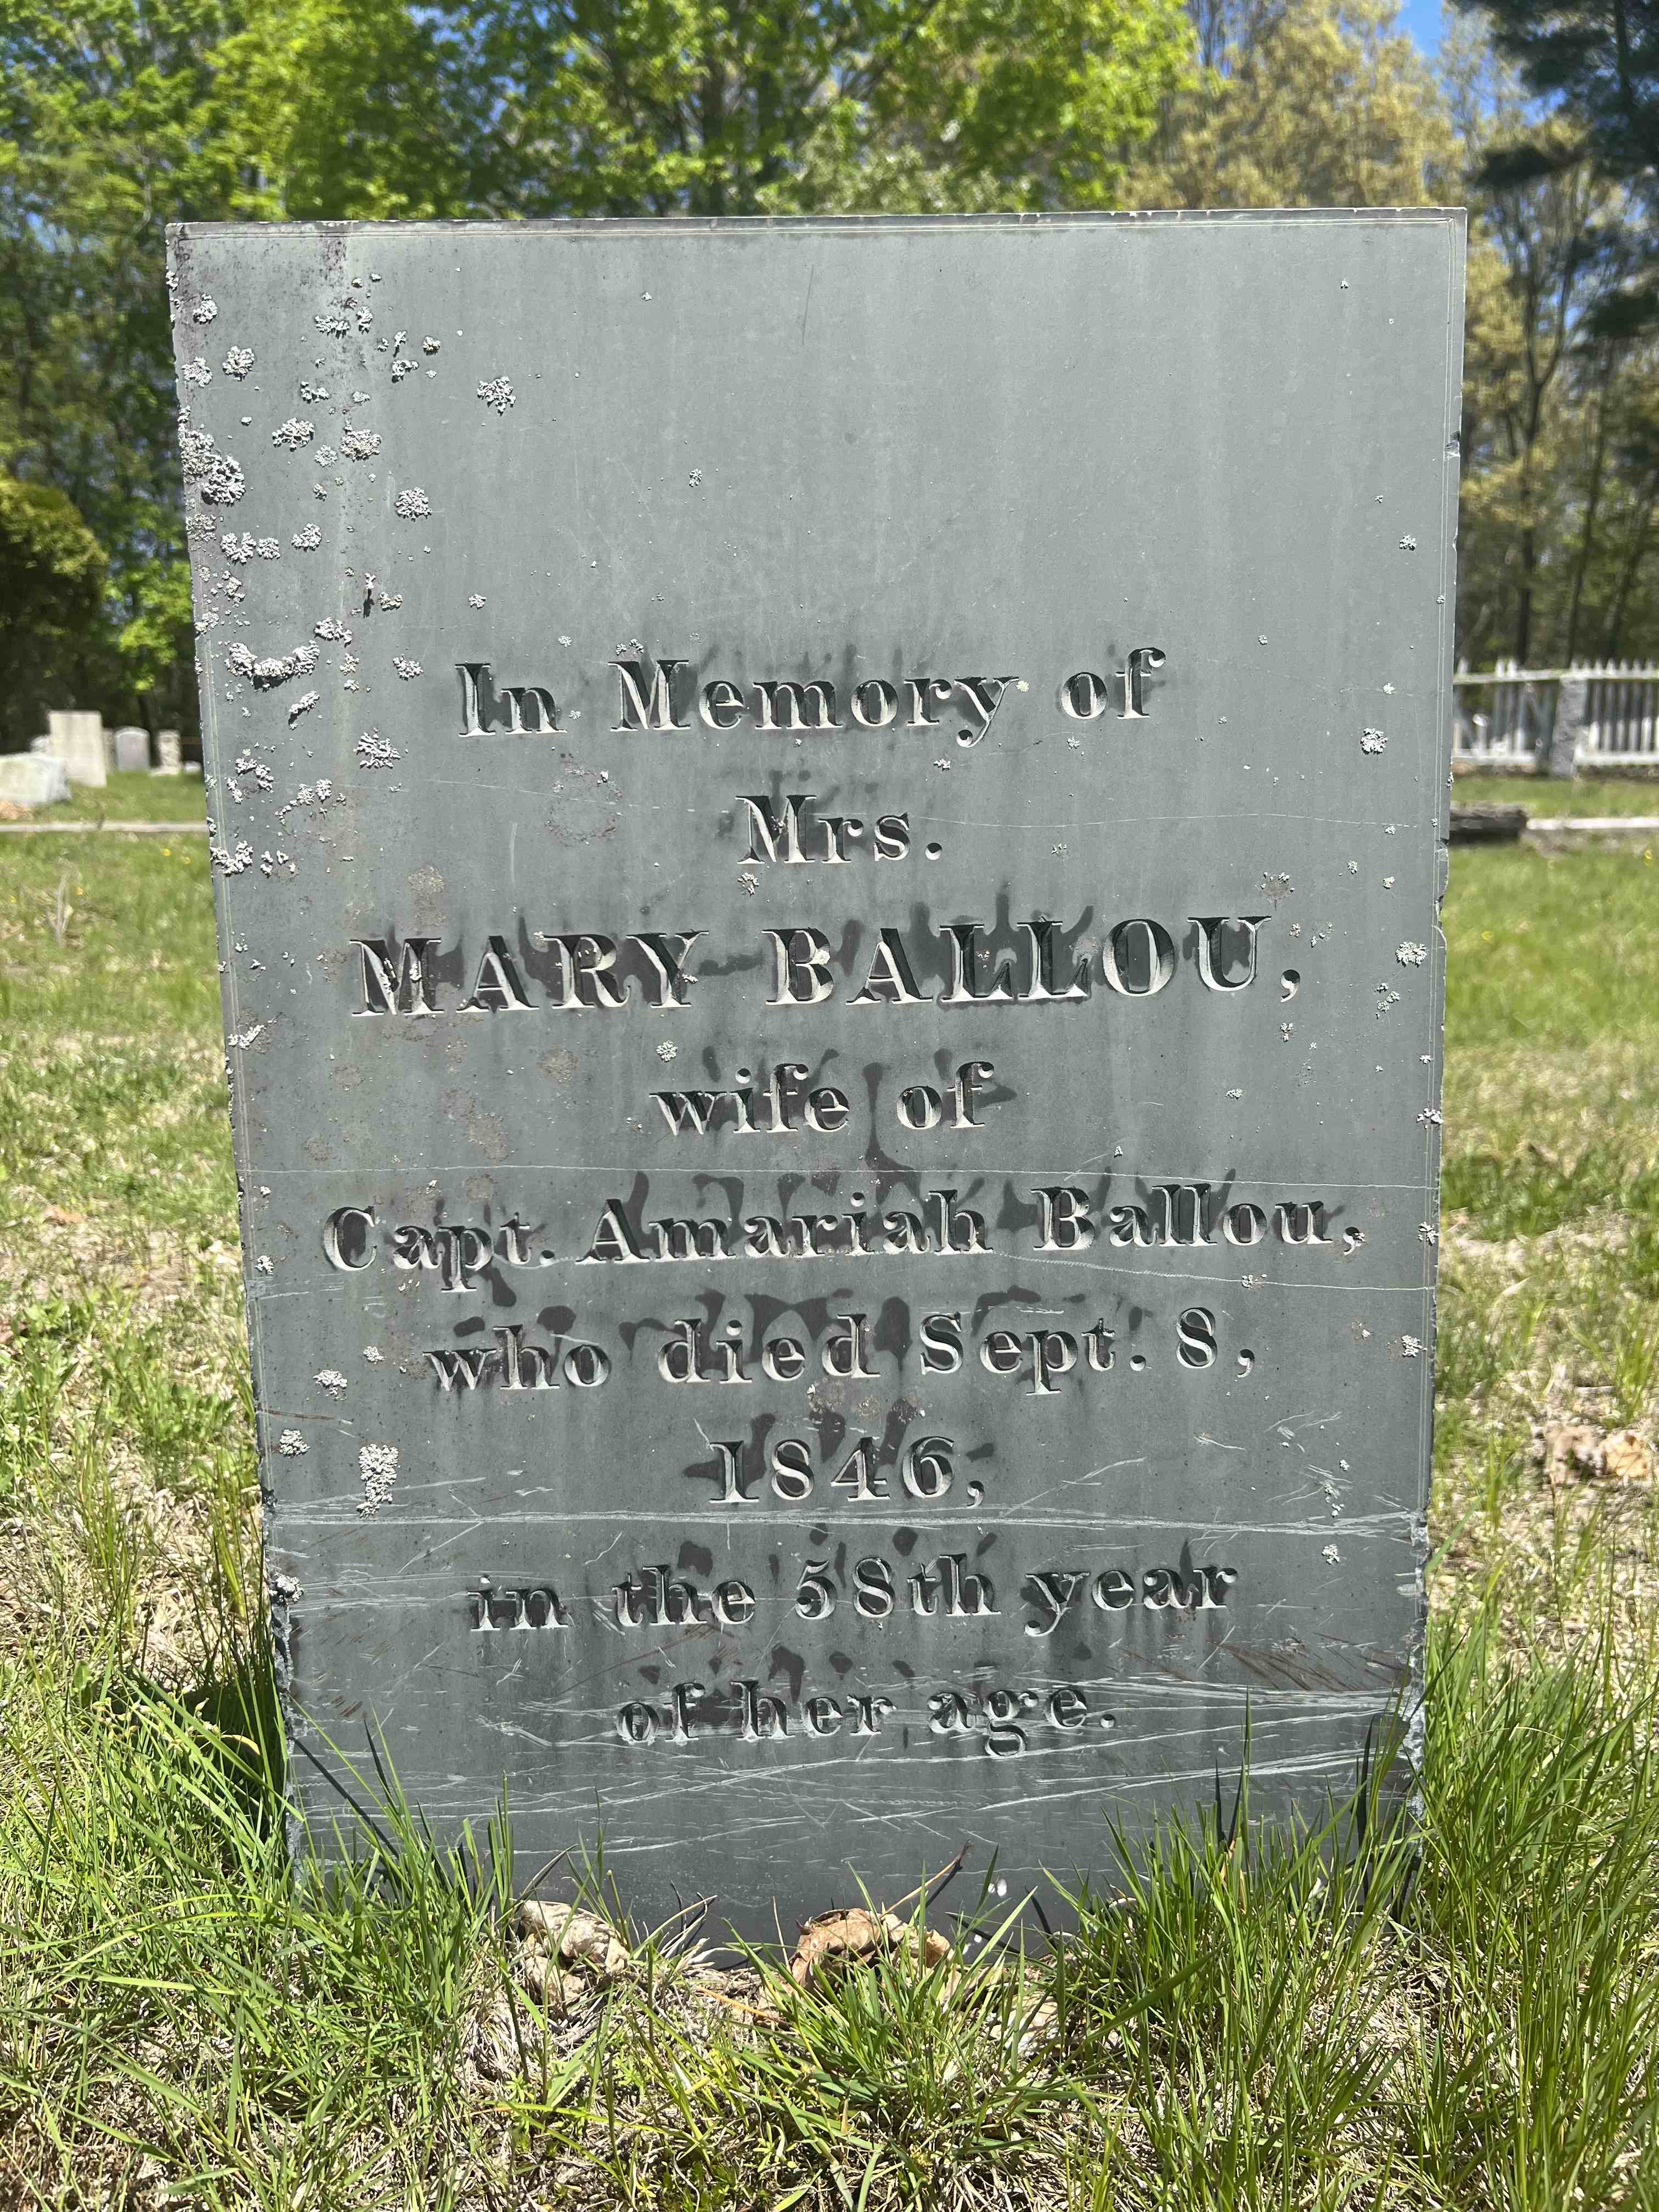 In Memory of
Mrs.
MARY BALLOU,
wife of
Capt. Amariah Ballou,
who died Sept. 8,
1846,
in the 58th year
of her age.